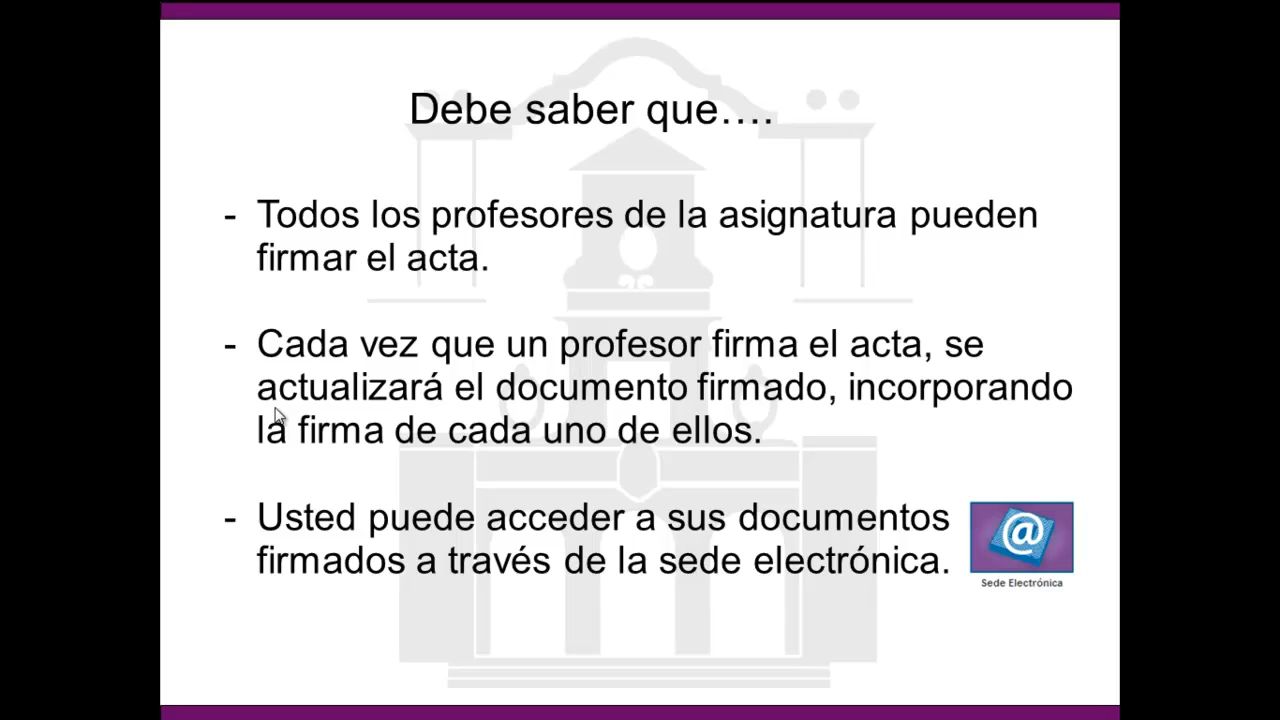 Debe saber que….
- Todos los profesores de la asignatura pueden
firmar el acta.
- Cada vez que un profesor firma el acta, se
actualizará el documento firmado, incorporando
la firma de cada uno de ellos.
- Usted puede acceder a sus documentos
firmados a través de la sede electrónica.
@
Sede Electrónica